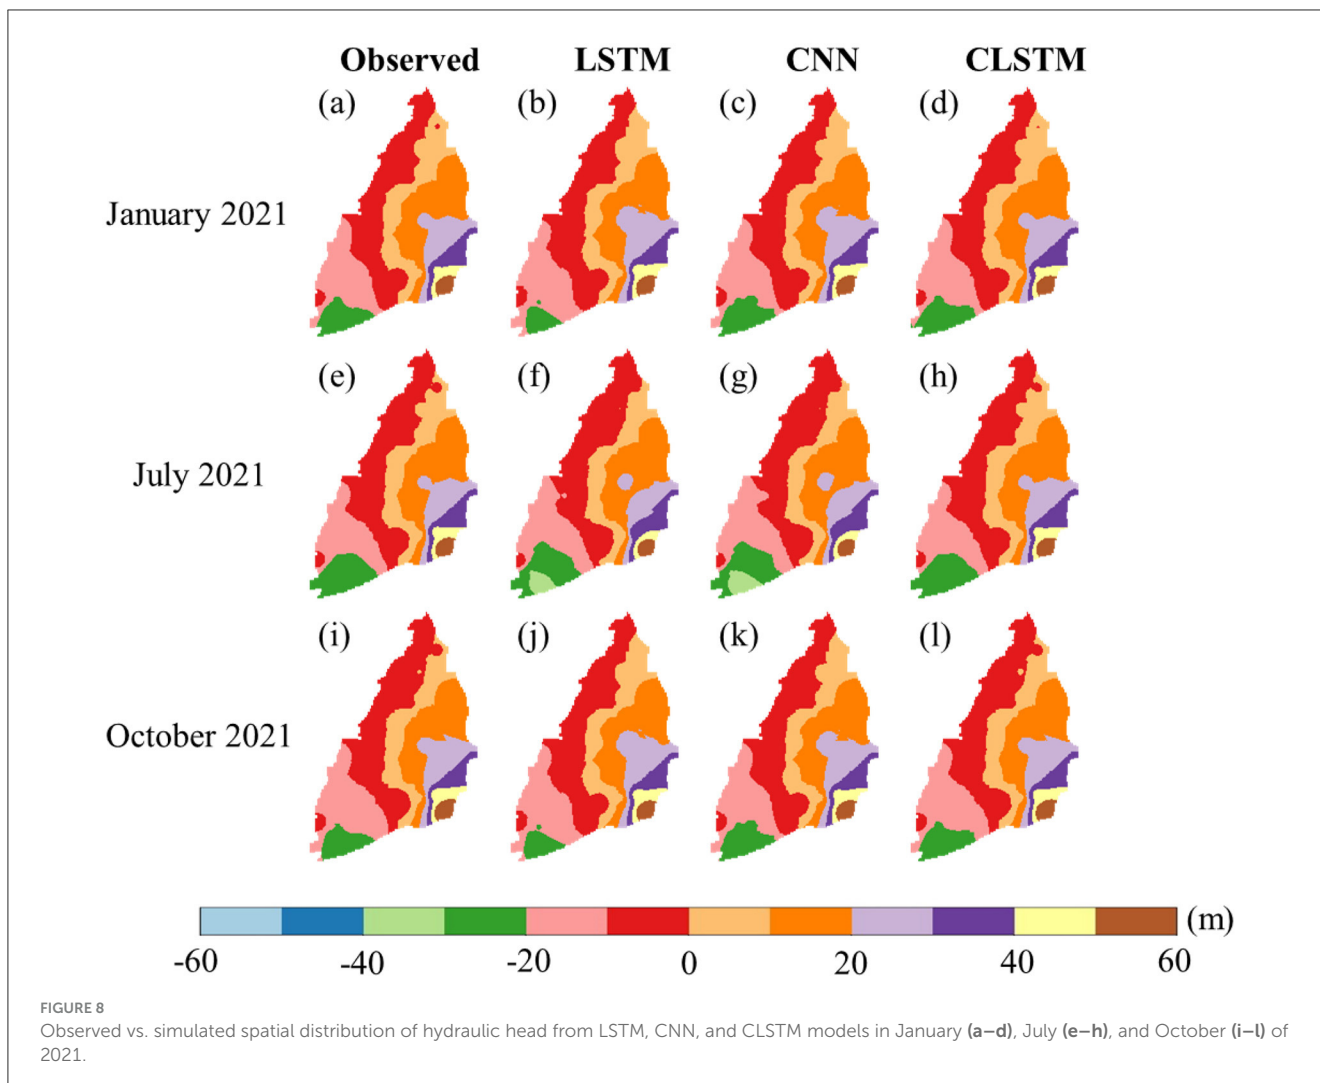 Observed LSTM CNN CLSTM
(a) (b) (c) (d)
January 2021
(e) (f) (g) (h)
July 2021
(i) (j) (k) (l)
October 2021
(m)
-60 -40 -20 0 20 40 60
FIGURE 8
Observed vs. simulated spatial distribution of hydraulic head from LSTM, CNN, and CLSTM models in January (a–d), July (e–h), and October (i–l) of
2021.